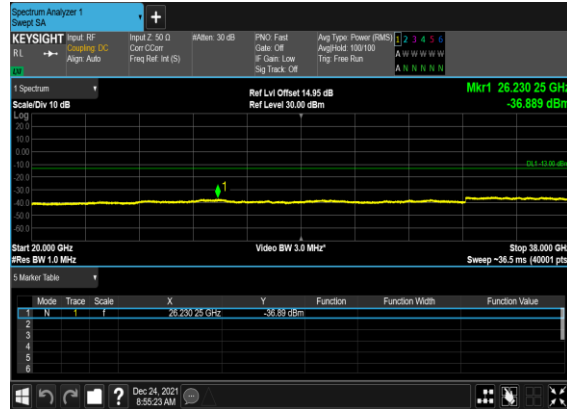 Spectrum Analyzer 1
Swept SA
+
KEYSIGHT Input: RF Input Z: 50 Ω #Atten: 30 dB PNO: Fast Avg Type: Power (RMS) 1 2 3 4 5 6
RL Coupling: DC Corr CCorr Gate: Off Avg|Hold: 100/100 A W W W W W
Align: Auto Freq Ref: Int (S) IF Gain: Low Trig: Free Run
Sig Track: Off A N N N N N
1 Spectrum Ref Lvl Offset 14.95 dB Mkr1 26.230 25 GHz
Scale/Div 10 dB Ref Level 30.00 dBm -36.889 dBm
Log
20.0
10.0
0.00
-10.0 DL1 -13.00 dBm
-20.0
-30.0 1
-40.0
-50.0
-60.0
Start 20.000 GHz Video BW 3.0 MHz* Stop 38.000 GHz
#Res BW 1.0 MHz Sweep ~36.5 ms (40001 pts)
5 Marker Table
Mode Trace Scale X Y Function Function Width Function Value
1 N 1 f 26.230 25 GHz -36.89 dBm
2
3
4
5
6
? Dec 24, 2021
8:55:23 AM